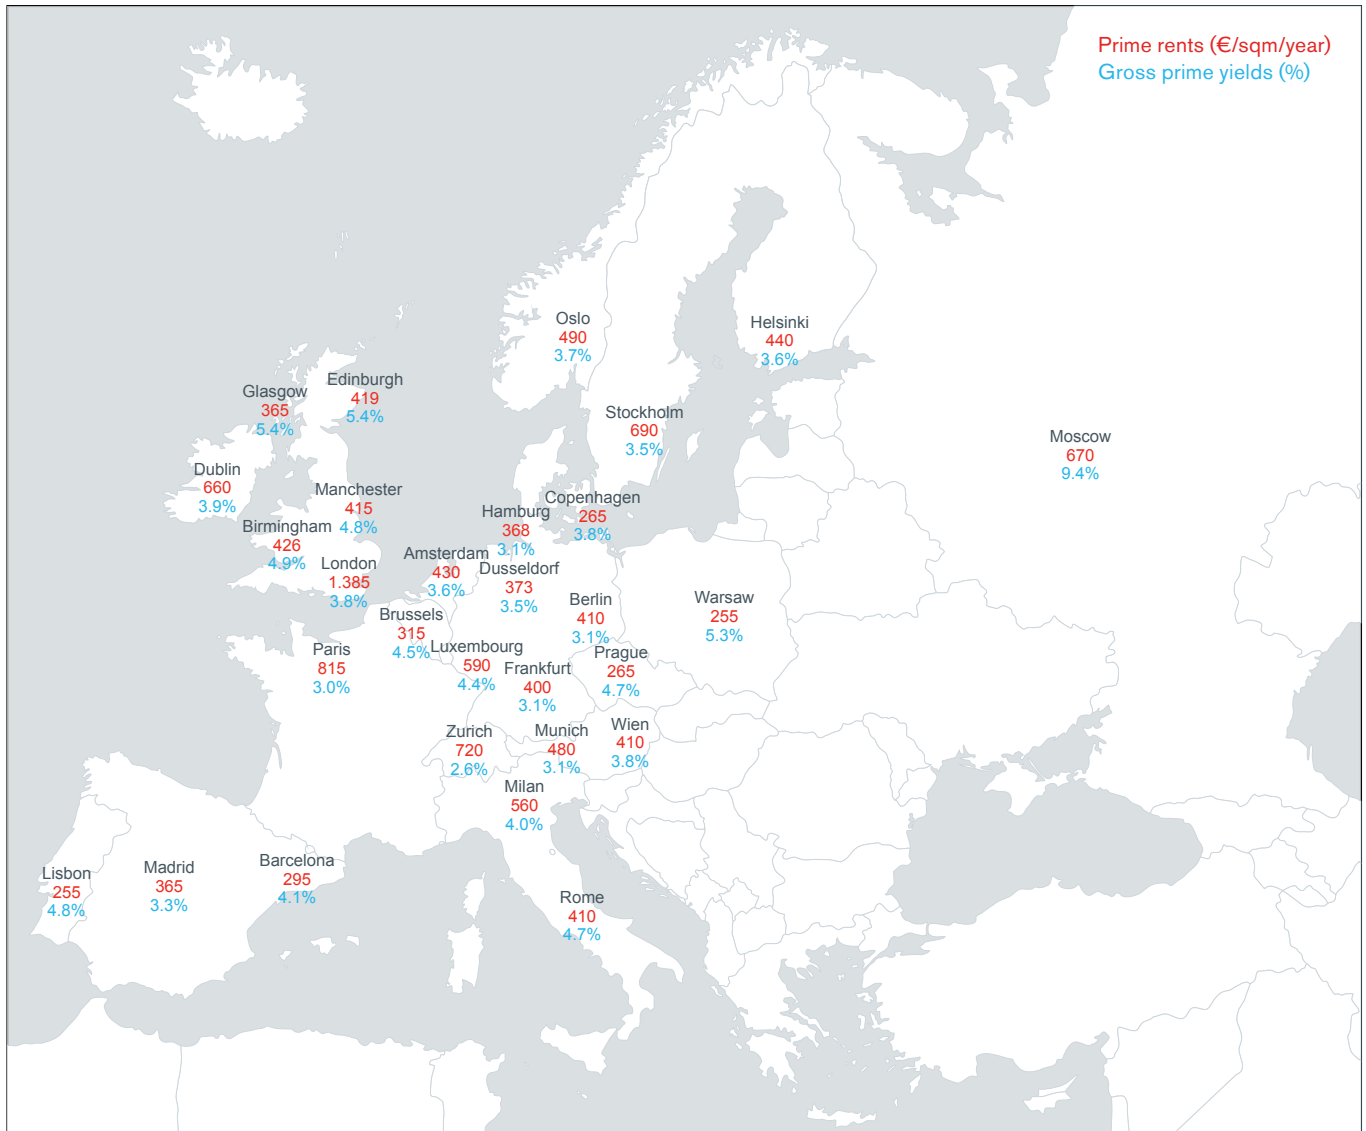 Prime rents (€/sqm/year)
Gross prime yields (%)
Oslo
490
3.7%
Helsinki
440
3.6%
Edinburgh
419
5.4%
Glasgow
365
5.4%
Stockholm
690
3.5%
Moscow
670
9.4%
Dublin
660
3.9%
Manchester
415
4.8%
Copenhagen
265
3.8%
Hamburg
368
3.1%
Birmingham
426
4.9%
London
1.385
3.8%
Amsterdam
430
3.6%
Dusseldorf
373
3.5%
Berlin
410
3.1%
Warsaw
255
5.3%
Brussels
315
4.5%
Luxembourg
590
4.4%
Paris
815
3.0%
Frankfurt
400
3.1%
Prague
265
4.7%
Zurich
720
2.6%
Munich
480
3.1%
Wien
410
3.8%
Milan
560
4.0%
Lisbon
255
4.8%
Madrid
365
3.3%
Barcelona
295
4.1%
Rome
410
4.7%